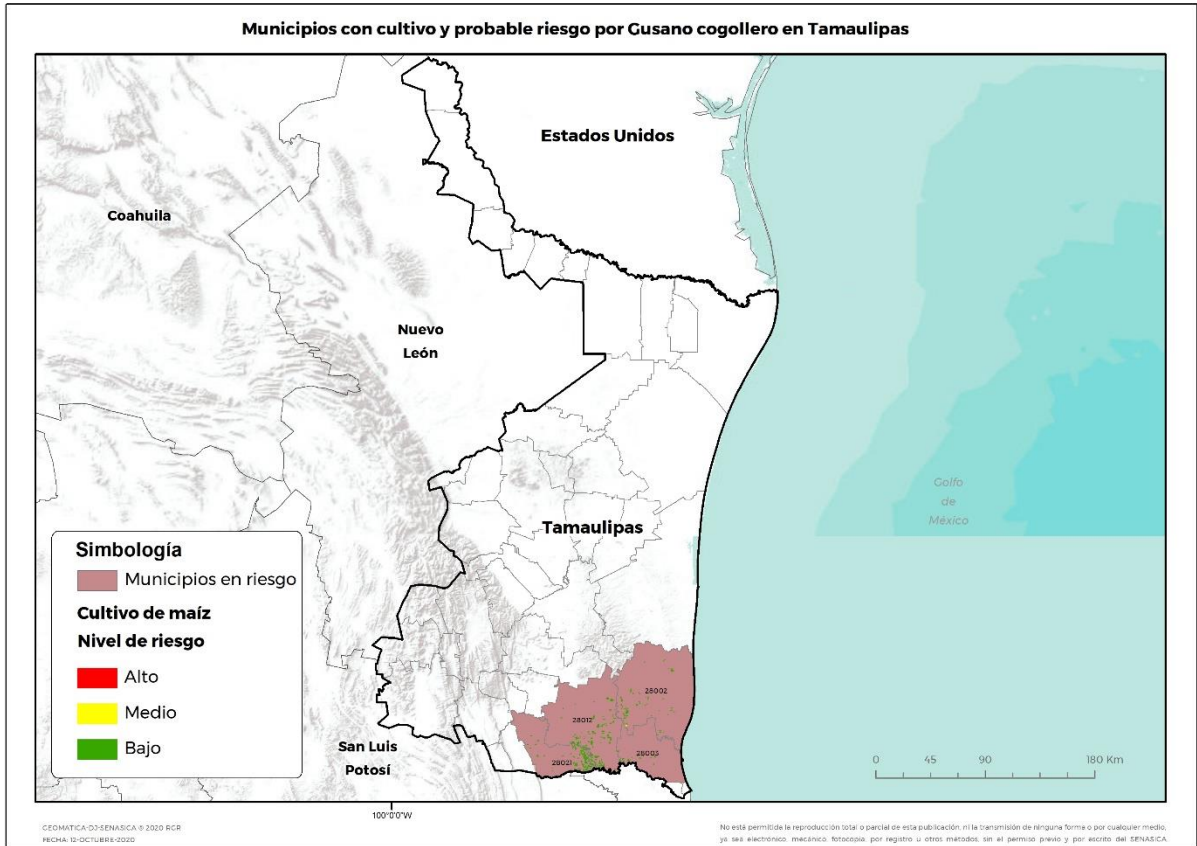 Municipios con cultivo y probable riesgo por Gusano cogollero en Tamaulipas
Estados Unidos
Coahuila
Nuevo
León
Golfo
de
México
Tamaulipas
Simbología
Municipios en riesgo
Cultivo de maíz
Nivel de riesgo
Alto
Medio
Bajo
28002
28012
28003
28021
San Luis
Potosí
0 45 90 180 Km
100°0'0"W
GEOMATICA-DJ-SENASICA © 2020 RGR
FECHA: 12-OCTUBRE-2020
No está permitida la reproducción total o parcial de esta publicación, ni la transmisión de ninguna forma o por cualquier medio,
ya sea electrónico, mecánico, fotocopia, por registro u otros métodos, sin el permiso previo y por escrito del SENASICA.